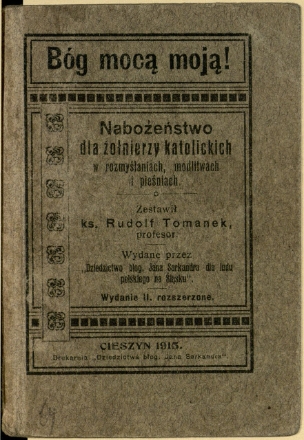 Bóg mocą moją!
Nabożeństwo
dla żołnierzy katolickich
w rozmyślaniach, modlitwach
i pieśniach.
Zestawił
ks. Rudolf Tomanek,
profesor.
Wydane przez
„Dziedzictwo błog. Jana Sarkandra dla ludu
polskiego na Śląsku".
Wydanie II. rozszerzone.
CIESZYN 1915.
Drukarnia „Dziedzictwa błog. Jana Sarkandra".